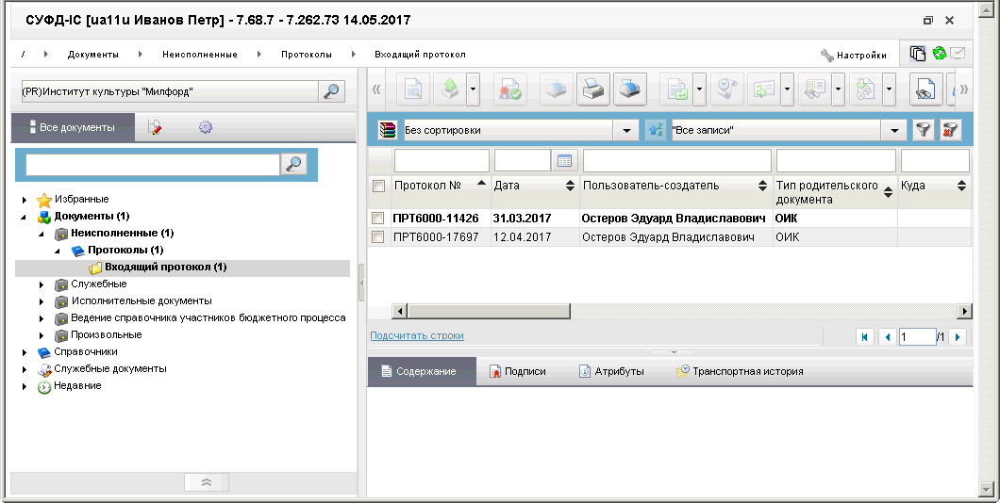 СУФД-IC [ua11u Иванов Петр] - 7.68.7 - 7.262.73 14.05.2017
/ Документы Неисполненные Протоколы Входящий протокол
Настройки
(PR)Институт культуры "Милфорд"
Все документы
Без сортировки
"Все записи"
Протокол № Дата Пользователь-создатель Тип родительского документа Куда
ПРТ6000-11426 31.03.2017 Остеров Эдуард Владиславович ОИК
ПРТ6000-17697 12.04.2017 Остеров Эдуард Владиславович ОИК
Избранные
Документы (1)
Неисполненные (1)
Протоколы (1)
Входящий протокол (1)
Служебные
Исполнительные документы
Ведение справочника участников бюджетного процесса
Произвольные
Справочники
Служебные документы
Недавние
Подсчитать строки
1 /1
Содержание Подписи Атрибуты Транспортная история